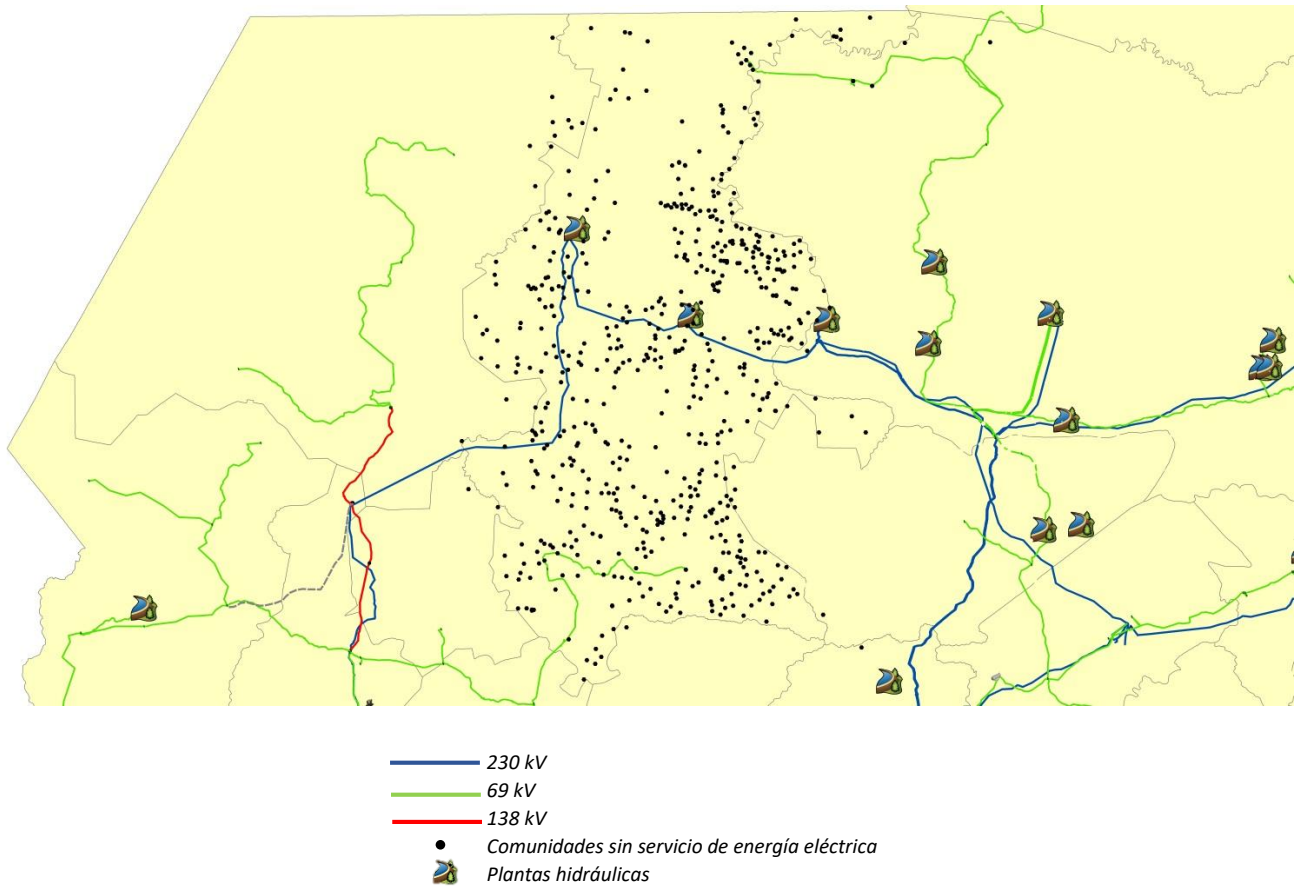 230 kV
69 kV
138 kV
Comunidades sin servicio de energía eléctrica
Plantas hidráulicas